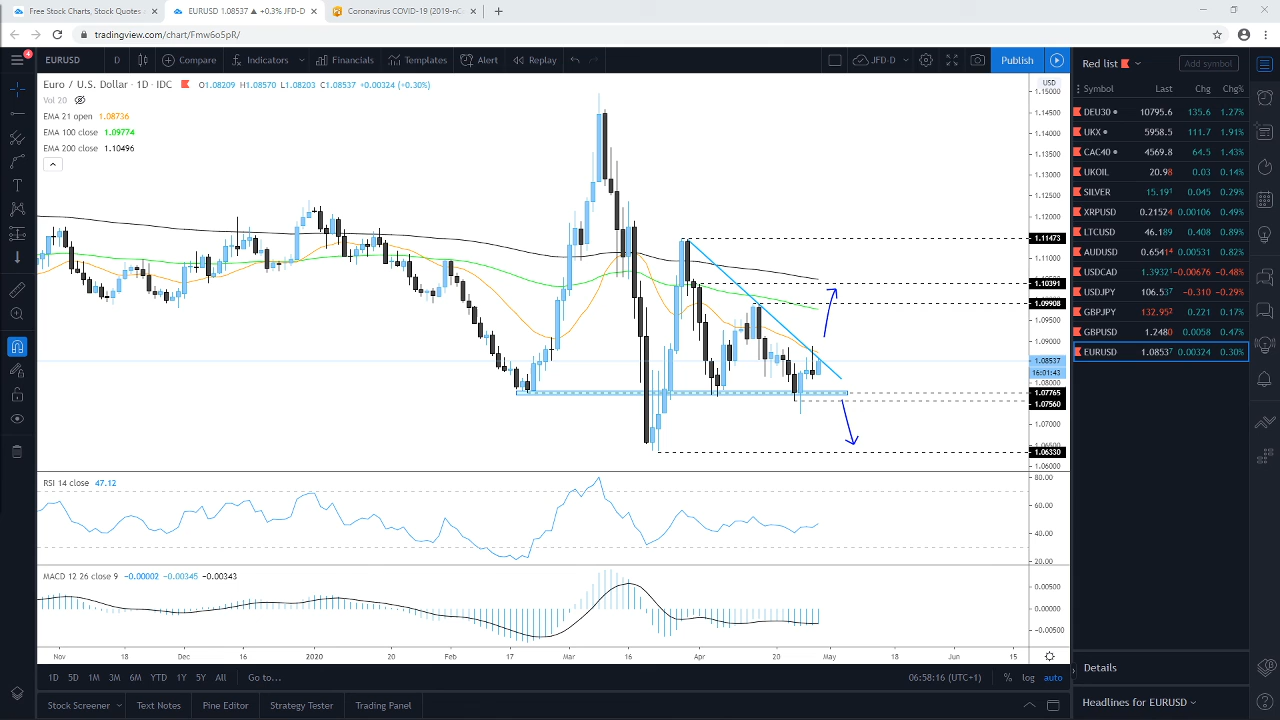 Free Stock Charts, Stock Quotes
EURUSD 1.08537 ▲ +0.3% JFD-D
Coronavirus COVID-19 (2019-nC
tradingview.com/chart/Fmw6o5pR/
4
EURUSD D Compare Indicators Financials Templates Alert Replay JFD-D Publish
Red list Add symbol
Euro / U.S. Dollar · 1D · IDC O1.08209 H1.08570 L1.08203 C1.08537 +0.00324 (+0.30%)
Vol 20
EMA 21 open 1.08736
EMA 100 close 1.09774
EMA 200 close 1.10496
USD
1.15000
1.14500
1.14000
1.13500
1.13000
1.12500
1.12000
1.11473
1.11000
1.10391
1.09908
1.09500
1.09000
1.08537
16:01:43
1.08000
1.07765
1.07560
1.07000
1.06500
1.06330
1.06000
RSI 14 close 47.12
80.00
60.00
40.00
20.00
MACD 12 26 close 9 −0.00002 −0.00345 −0.00343
0.00500
0.00000
−0.00500
Nov 18 Dec 16 2020 20 Feb 17 Mar 16 Apr 20 May 18 Jun 15
1D 5D 1M 3M 6M YTD 1Y 5Y All Go to... 06:58:16 (UTC+1) % log auto
Stock Screener Text Notes Pine Editor Strategy Tester Trading Panel
Symbol Last Chg Chg%
DEU30 10795.6 135.6 1.27%
UKX 5958.5 111.7 1.91%
CAC40 4569.8 64.5 1.43%
UKOIL 20.98 0.03 0.14%
SILVER 15.191 0.045 0.29%
XRPUSD 0.21524 0.00106 0.49%
LTCUSD 46.189 0.408 0.89%
AUDUSD 0.65414 0.00531 0.82%
USDCAD 1.39321 −0.00676 −0.48%
USDJPY 106.537 −0.310 −0.29%
GBPJPY 132.952 0.221 0.17%
GBPUSD 1.2480 0.0058 0.47%
EURUSD 1.08537 0.00324 0.30%
Details
Headlines for EURUSD